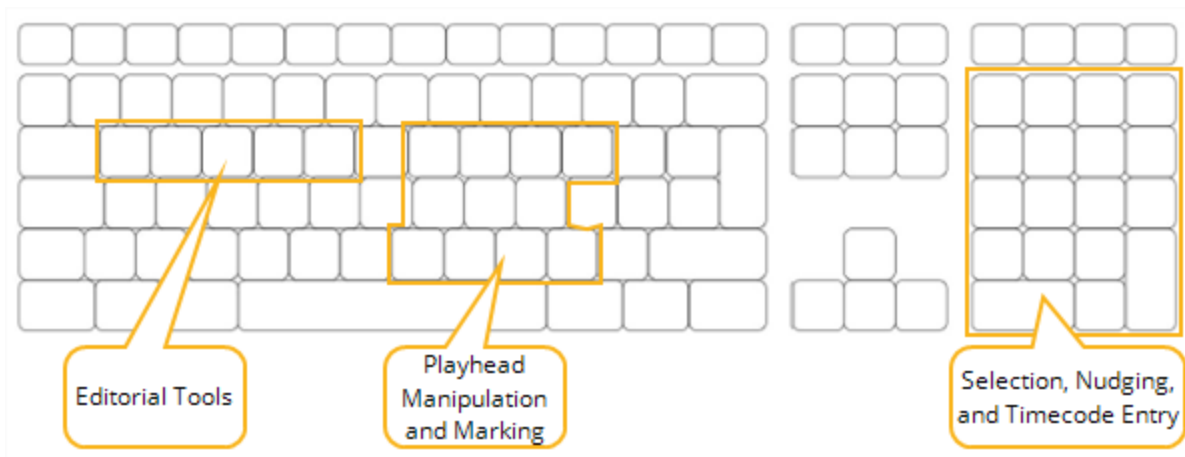 Editorial Tools
Playhead
Manipulation
and Marking
Selection, Nudging,
and Timecode Entry